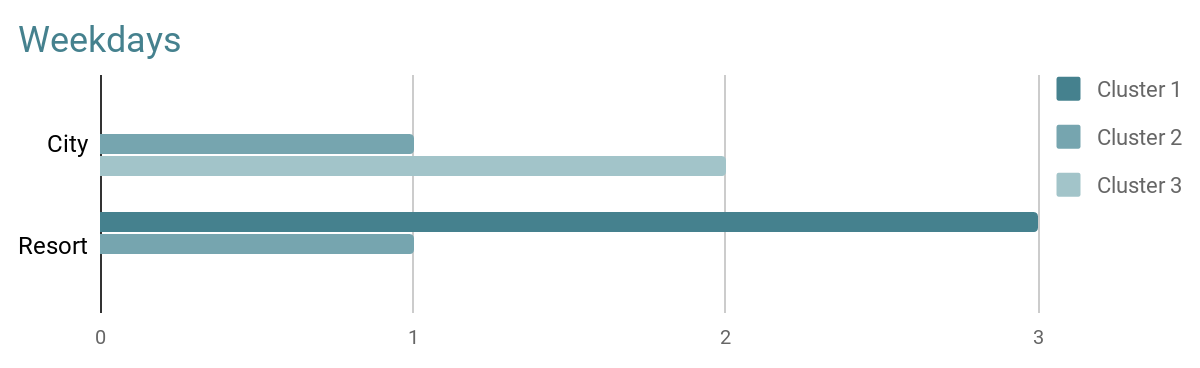 Weekdays
Cluster 1
City
Cluster 2
Cluster 3
Resort
0 1 2 3